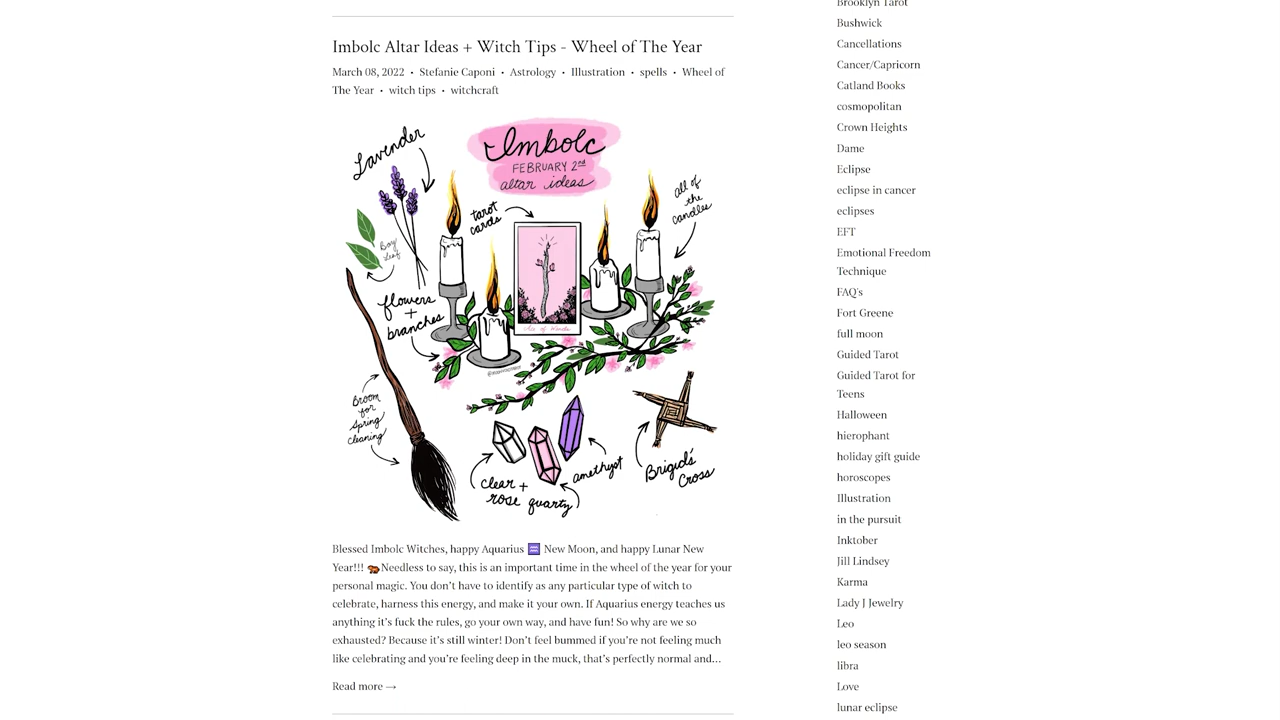 Imbolc Altar Ideas + Witch Tips - Wheel of The Year
March 08, 2022 • Stefanie Caponi • Astrology • Illustration • spells • Wheel of
The Year • witch tips • witchcraft
Imbolc
FEBRUARY 2nd
altar ideas
Lavender
tarot
cards
all of
the
candles
Bay
Leaf
flowers
+
branches
Ace of Wands
Broom
for
Spring
cleaning
clear +
rose quartz
amethyst
Brigid's
Cross
Blessed Imbolc Witches, happy Aquarius ♒ New Moon, and happy Lunar New
Year!!! 🐅Needless to say, this is an important time in the wheel of the year for your
personal magic. You don’t have to identify as any particular type of witch to
celebrate, harness this energy, and make it your own. If Aquarius energy teaches us
anything it’s fuck the rules, go your own way, and have fun! So why are we so
exhausted? Because it’s still winter! Don’t feel bummed if you’re not feeling much
like celebrating and you’re feeling deep in the muck, that’s perfectly normal and...
Read more →
Brooklyn Tarot
Bushwick
Cancellations
Cancer/Capricorn
Catland Books
cosmopolitan
Crown Heights
Dame
Eclipse
eclipse in cancer
eclipses
EFT
Emotional Freedom
Technique
FAQ's
Fort Greene
full moon
Guided Tarot
Guided Tarot for
Teens
Halloween
hierophant
holiday gift guide
horoscopes
Illustration
in the pursuit
Inktober
Jill Lindsey
Karma
Lady J Jewelry
Leo
leo season
libra
Love
lunar eclipse